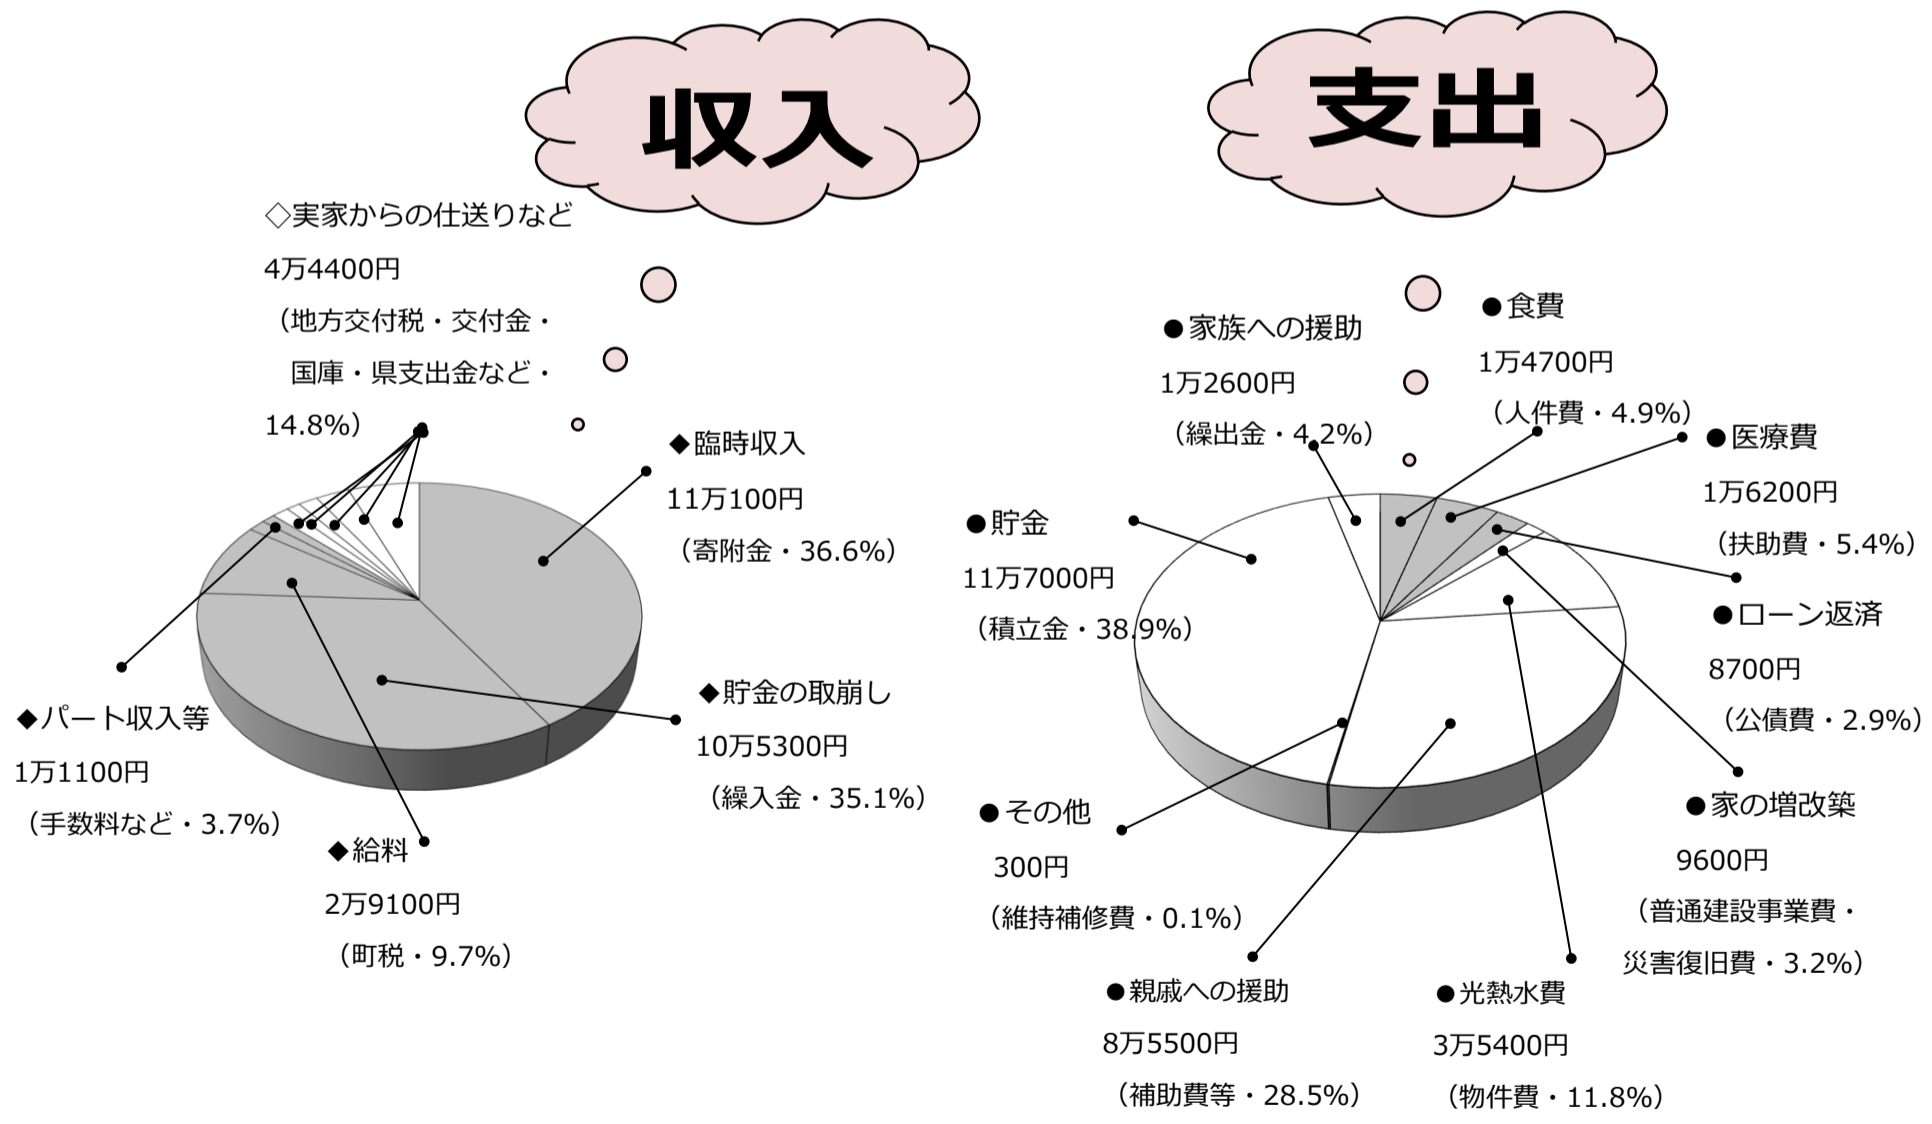 収入
◇実家からの仕送りなど
4万4400円
（地方交付税・交付金・
国庫・県支出金など・
14.8%）
◆臨時収入
11万100円
（寄附金・36.6%）
◆貯金の取崩し
10万5300円
（繰入金・35.1%）
◆パート収入等
1万1100円
（手数料など・3.7%）
◆給料
2万9100円
（町税・9.7%）
支出
●家族への援助
1万2600円
（繰出金・4.2%）
●食費
1万4700円
（人件費・4.9%）
●医療費
1万6200円
（扶助費・5.4%）
●貯金
11万7000円
（積立金・38.9%）
●ローン返済
8700円
（公債費・2.9%）
●家の増改築
9600円
（普通建設事業費・
災害復旧費・3.2%）
●その他
300円
（維持補修費・0.1%）
●親戚への援助
8万5500円
（補助費等・28.5%）
●光熱水費
3万5400円
（物件費・11.8%）